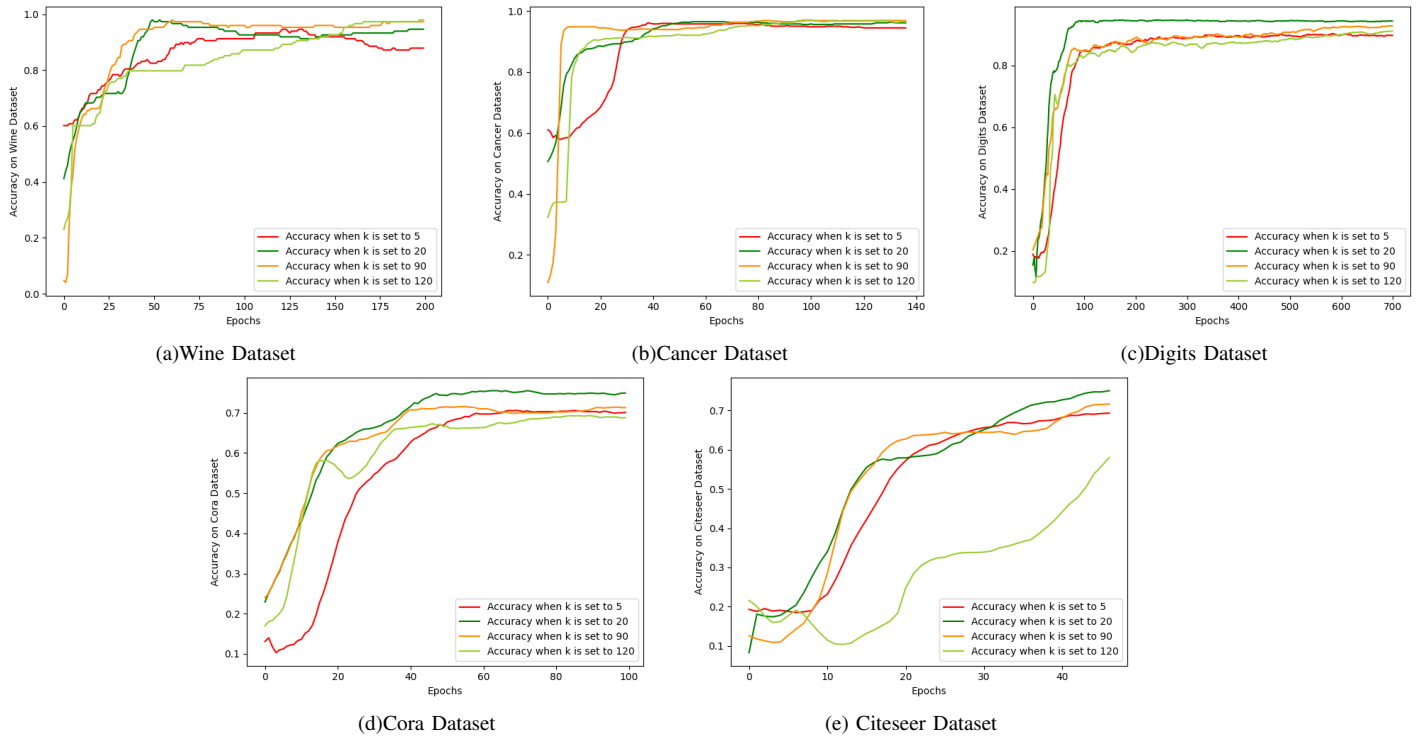 1.0
0.8
0.6
0.4
0.2
0.0
Accuracy on Wine Dataset
0 25 50 75 100 125 150 175 200
Epochs
Accuracy when k is set to 5
Accuracy when k is set to 20
Accuracy when k is set to 90
Accuracy when k is set to 120
(a)Wine Dataset
1.0
0.8
0.6
0.4
0.2
Accuracy on Cancer Dataset
0 20 40 60 80 100 120 140
Epochs
Accuracy when k is set to 5
Accuracy when k is set to 20
Accuracy when k is set to 90
Accuracy when k is set to 120
(b)Cancer Dataset
0.8
0.6
0.4
0.2
Accuracy on Digits Dataset
0 100 200 300 400 500 600 700
Epochs
Accuracy when k is set to 5
Accuracy when k is set to 20
Accuracy when k is set to 90
Accuracy when k is set to 120
(c)Digits Dataset
0.7
0.6
0.5
0.4
0.3
0.2
0.1
Accuracy on Cora Dataset
0 20 40 60 80 100
Epochs
Accuracy when k is set to 5
Accuracy when k is set to 20
Accuracy when k is set to 90
Accuracy when k is set to 120
(d)Cora Dataset
0.7
0.6
0.5
0.4
0.3
0.2
0.1
Accuracy on Citeseer Dataset
0 10 20 30 40
Epochs
Accuracy when k is set to 5
Accuracy when k is set to 20
Accuracy when k is set to 90
Accuracy when k is set to 120
(e) Citeseer Dataset